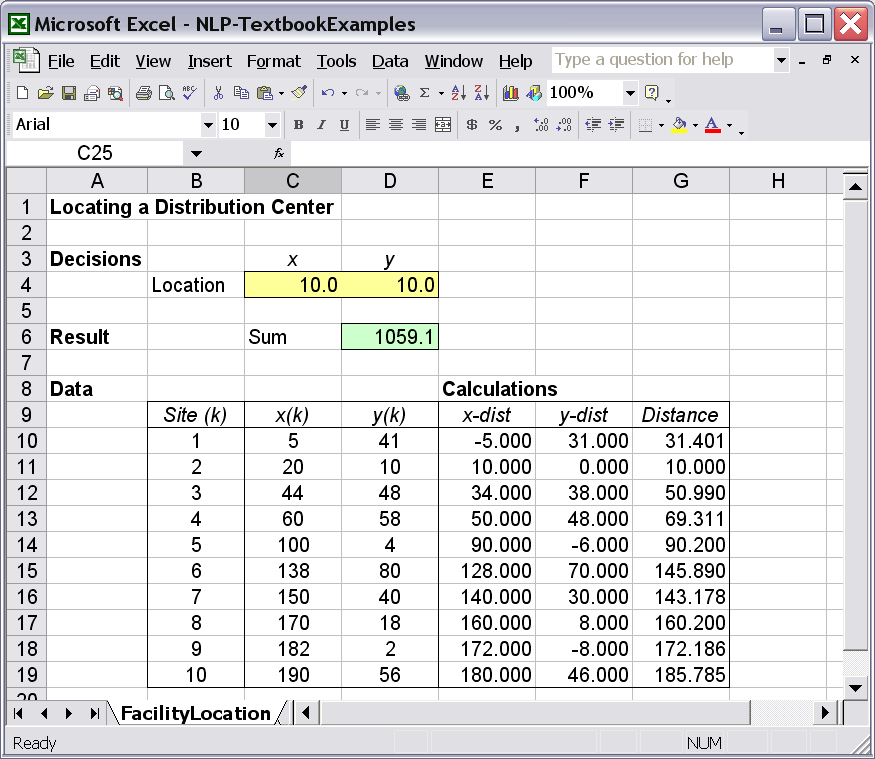 Microsoft Excel - NLP-TextbookExamples
File Edit View Insert Format Tools Data Window Help Type a question for help
100%
Arial 10 B I U $ % ,
C25 fx
A B C D E F G H
1 Locating a Distribution Center
2
3 Decisions x y
4 Location 10.0 10.0
5
6 Result Sum 1059.1
7
8 Data Calculations
9 Site (k) x(k) y(k) x-dist y-dist Distance
10 1 5 41 -5.000 31.000 31.401
11 2 20 10 10.000 0.000 10.000
12 3 44 48 34.000 38.000 50.990
13 4 60 58 50.000 48.000 69.311
14 5 100 4 90.000 -6.000 90.200
15 6 138 80 128.000 70.000 145.890
16 7 150 40 140.000 30.000 143.178
17 8 170 18 160.000 8.000 160.200
18 9 182 2 172.000 -8.000 172.186
19 10 190 56 180.000 46.000 185.785
20
FacilityLocation
Ready NUM